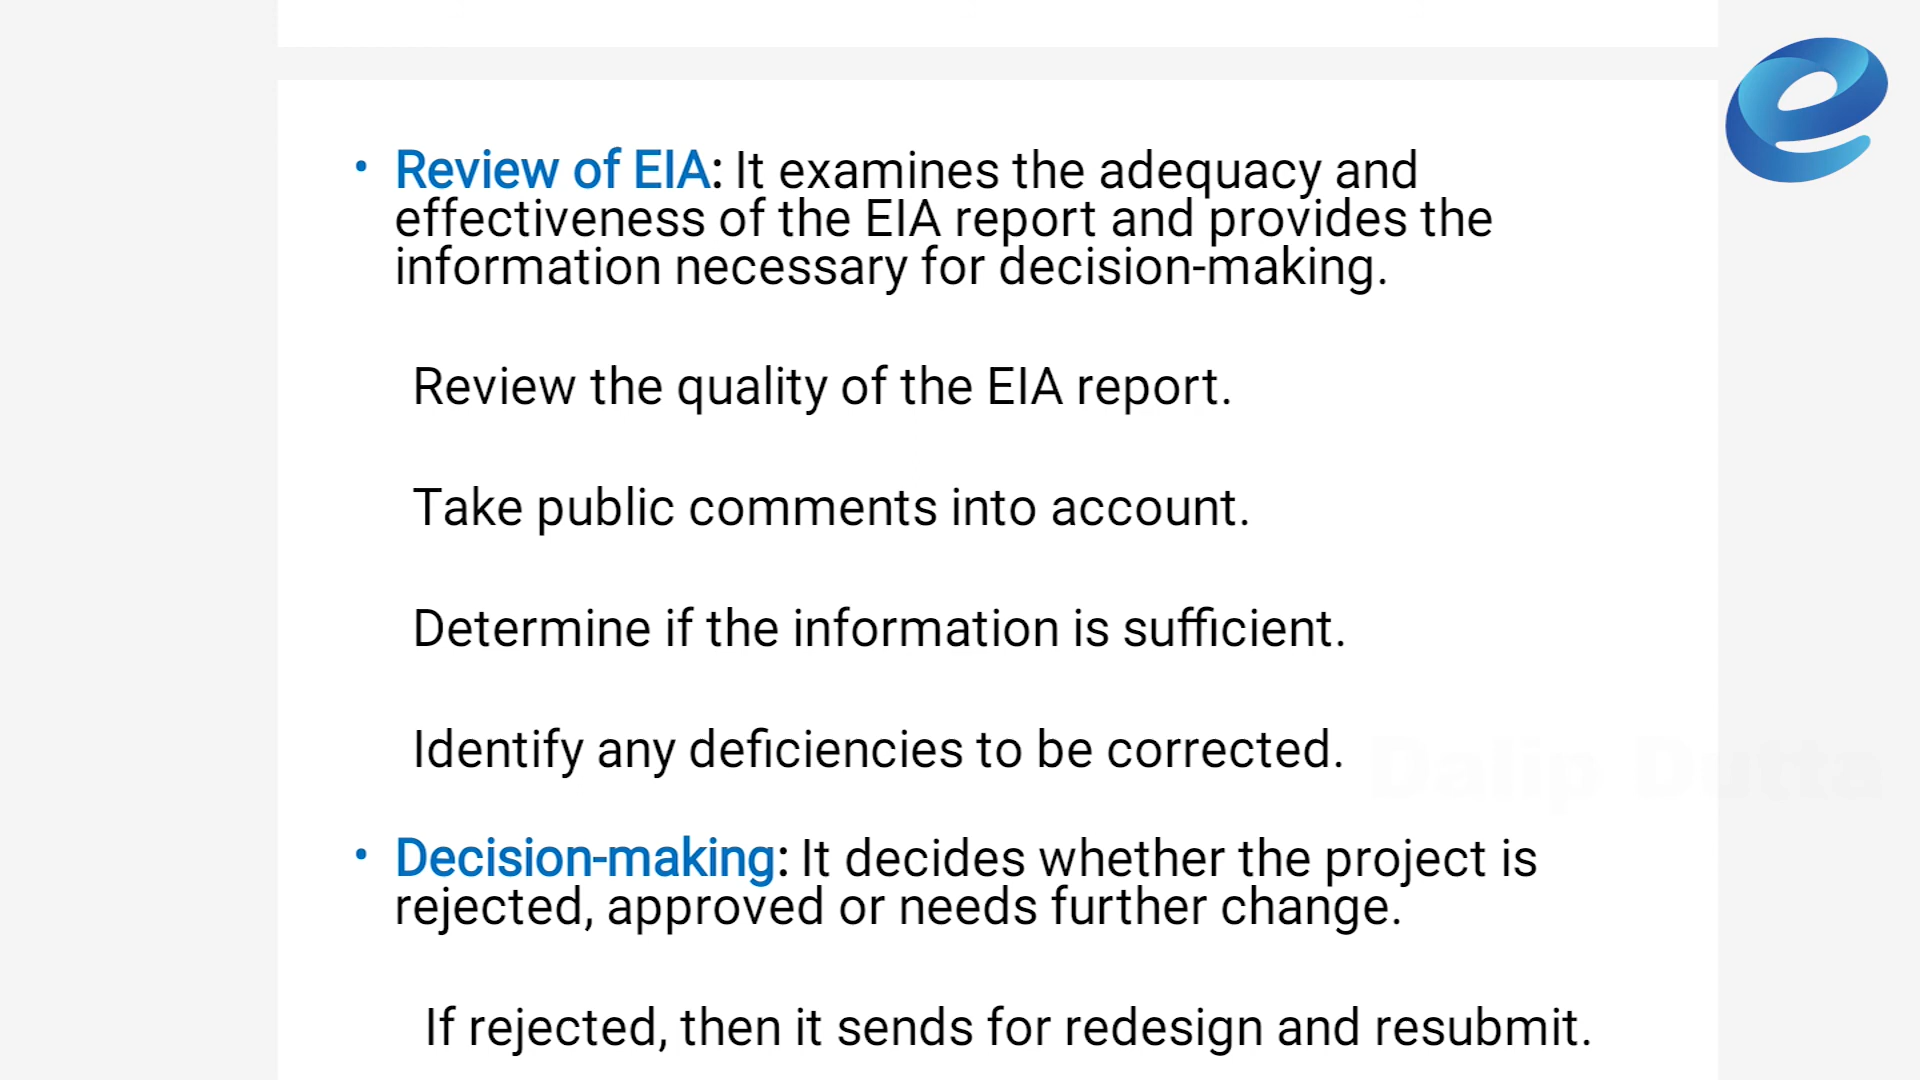 • Review of EIA: It examines the adequacy and
effectiveness of the EIA report and provides the
information necessary for decision-making.
Review the quality of the EIA report.
Take public comments into account.
Determine if the information is sufficient.
Identify any deficiencies to be corrected.
Dalip Dutta
• Decision-making: It decides whether the project is
rejected, approved or needs further change.
If rejected, then it sends for redesign and resubmit.